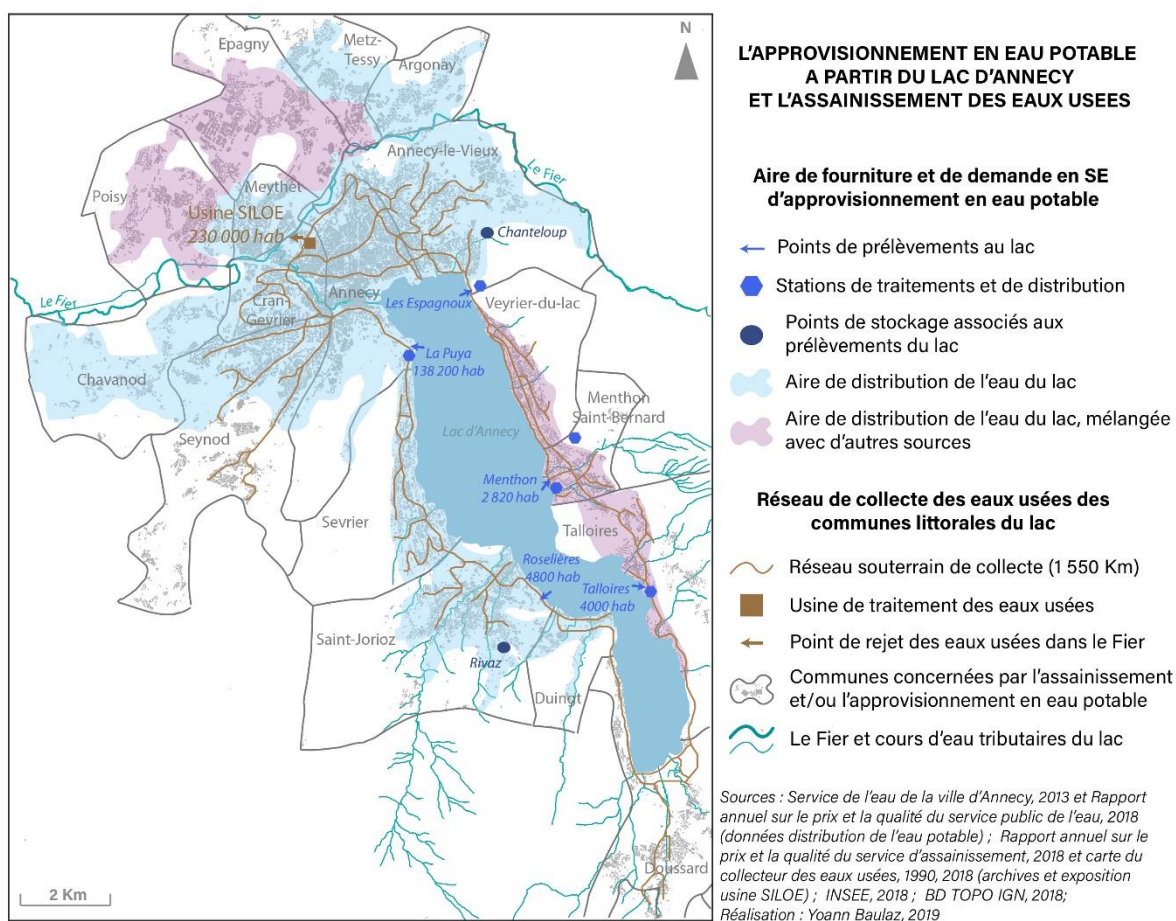 Epagny
Metz-
Tessy
Argonay
N
Annecy-le-Vieux
Le Fier
Poisy
Meythet
Usine SILOE
230 000 hab
Chanteloup
Le Fier
Annecy
Cran
Gevrier
Les Espagnoux
Veyrier-du-lac
La Puya
138 200 hab
Chavanod
Menthon
Saint-Bernard
Lac d'Annecy
Seynod
Menthon
2 820 hab
Sevrier
Talloires
Roselières
4800 hab
Talloires
4000 hab
Saint-Jorioz
Rivaz
Duingt
Doussard
2 Km
L'APPROVISIONNEMENT EN EAU POTABLE
A PARTIR DU LAC D'ANNECY
ET L'ASSAINISSEMENT DES EAUX USEES
Aire de fourniture et de demande en SE
d'approvisionnement en eau potable
Points de prélèvements au lac
Stations de traitements et de distribution
Points de stockage associés aux
prélèvements du lac
Aire de distribution de l'eau du lac
Aire de distribution de l'eau du lac, mélangée
avec d'autres sources
Réseau de collecte des eaux usées des
communes littorales du lac
Réseau souterrain de collecte (1 550 Km)
Usine de traitement des eaux usées
Point de rejet des eaux usées dans le Fier
Communes concernées par l'assainissement
et/ou l'approvisionnement en eau potable
Le Fier et cours d'eau tributaires du lac
Sources : Service de l'eau de la ville d'Annecy, 2013 et Rapport
annuel sur le prix et la qualité du service public de l'eau, 2018
(données distribution de l'eau potable) ; Rapport annuel sur le
prix et la qualité du service d'assainissement, 2018 et carte du
collecteur des eaux usées, 1990, 2018 (archives et exposition
usine SILOE) ; INSEE, 2018 ; BD TOPO IGN, 2018;
Réalisation : Yoann Baulaz, 2019